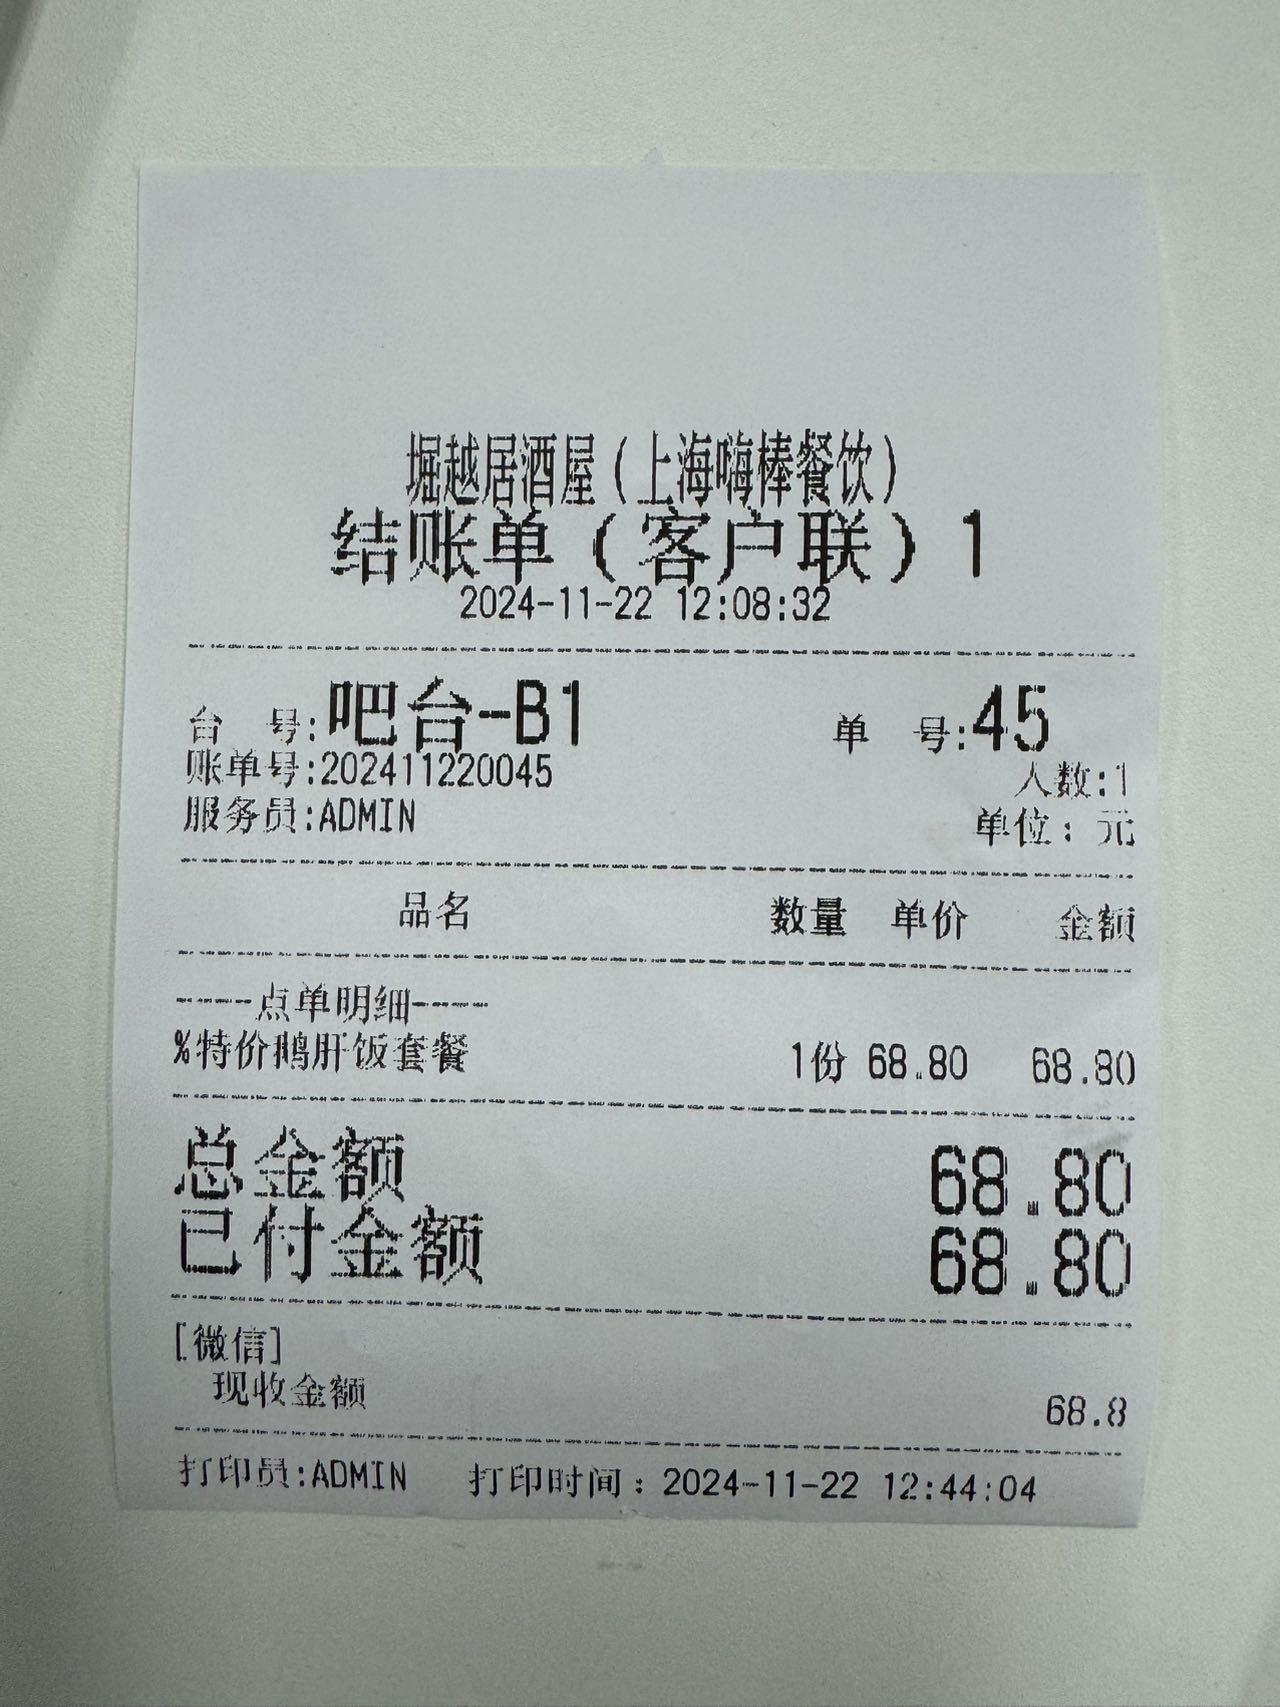 堀越居酒屋(上海嗨棒餐饮)
结账单(客户联)1
2024-11-22 12:08:32
台 号:吧台-B1 单 号:45
账单号:202411220045 人数:1
服务员:ADMIN 单位：元
品名 数量 单价 金额
----点单明细----
%特价鹅肝饭套餐 1份 68.80 68.80
总金额 68.80
已付金额 68.80
[微信]
现收金额 68.8
打印员:ADMIN 打印时间：2024-11-22 12:44:04